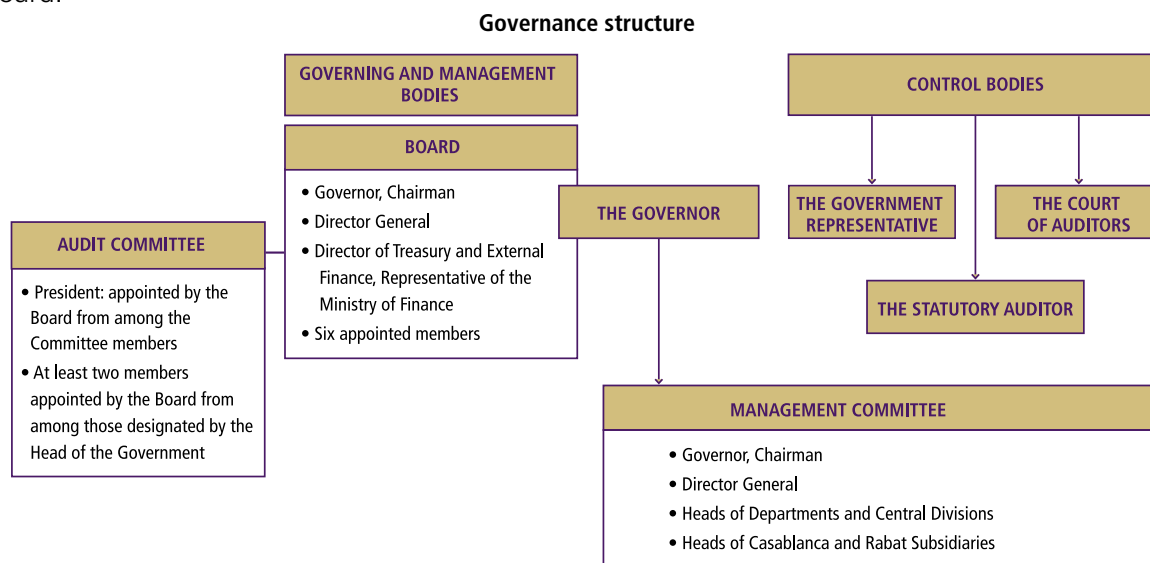 Governance structure
GOVERNING AND MANAGEMENT
BODIES
BOARD
• Governor, Chairman
• Director General
• Director of Treasury and External
Finance, Representative of the
Ministry of Finance
• Six appointed members
AUDIT COMMITTEE
• President: appointed by the
Board from among the
Committee members
• At least two members
appointed by the Board from
among those designated by the
Head of the Government
THE GOVERNOR
CONTROL BODIES
THE GOVERNMENT
REPRESENTATIVE
THE COURT
OF AUDITORS
THE STATUTORY AUDITOR
MANAGEMENT COMMITTEE
• Governor, Chairman
• Director General
• Heads of Departments and Central Divisions
• Heads of Casablanca and Rabat Subsidiaries